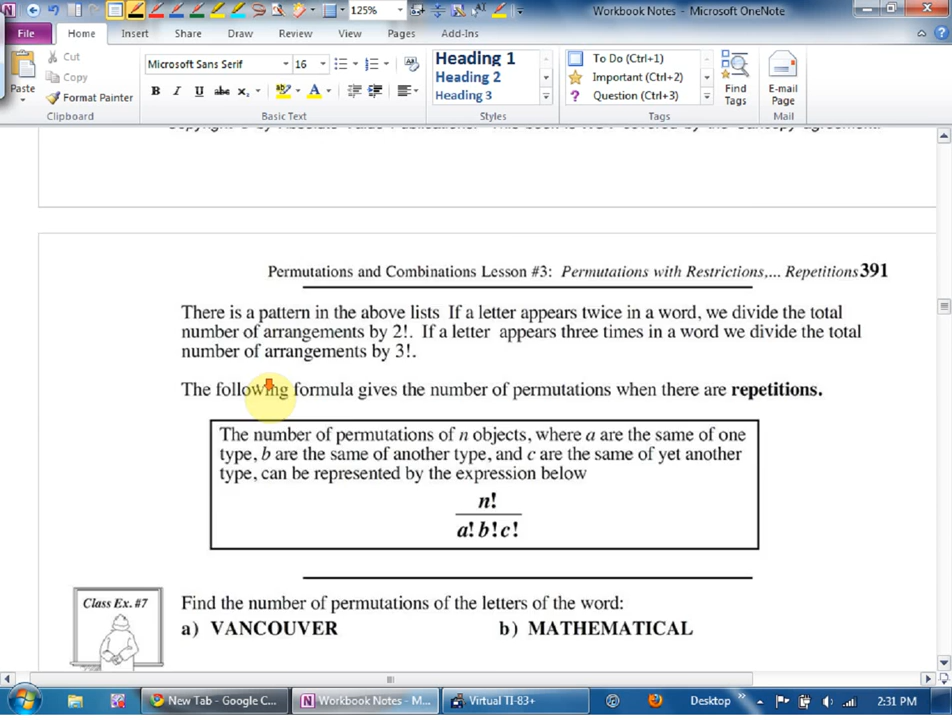 125%
Workbook Notes - Microsoft OneNote
File Home Insert Share Draw Review View Pages Add-Ins
Paste
Cut
Copy
Format Painter
Clipboard
Microsoft Sans Serif 16
B I U abc X₂ ab A
Basic Text
Heading 1
Heading 2
Heading 3
Styles
To Do (Ctrl+1)
Important (Ctrl+2)
? Question (Ctrl+3)
Tags
Find
Tags
E-mail
Page
Mail
Permutations and Combinations Lesson #3: Permutations with Restrictions,... Repetitions 391
There is a pattern in the above lists If a letter appears twice in a word, we divide the total
number of arrangements by 2!. If a letter appears three times in a word we divide the total
number of arrangements by 3!.
The following formula gives the number of permutations when there are repetitions.
The number of permutations of n objects, where a are the same of one
type, b are the same of another type, and c are the same of yet another
type, can be represented by the expression below
n!
a! b! c!
Class Ex. #7
Find the number of permutations of the letters of the word:
a) VANCOUVER b) MATHEMATICAL
New Tab - Google C... Workbook Notes - M... Virtual TI-83+ Desktop 2:31 PM